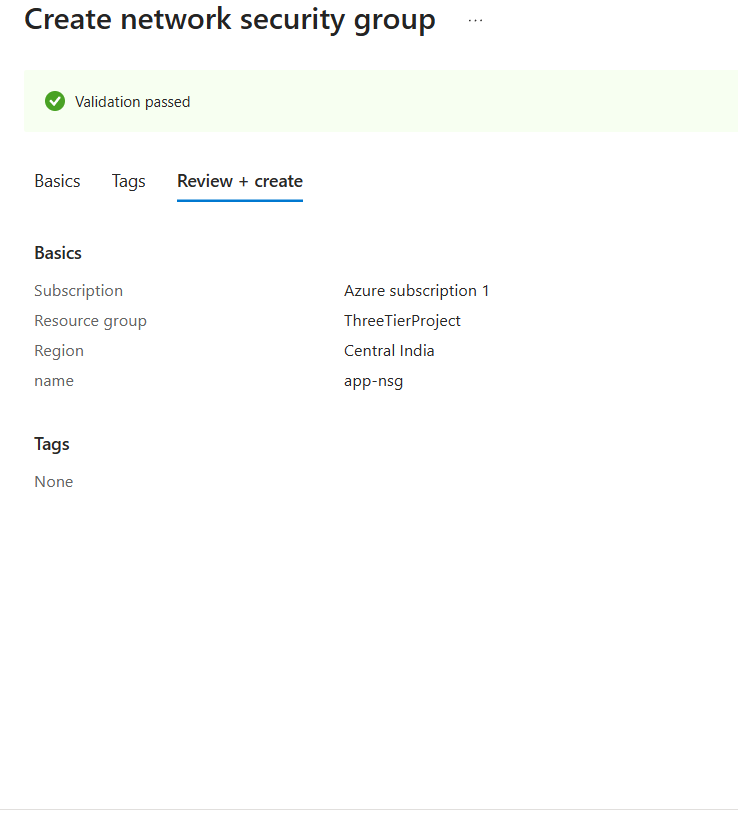 Create network security group ...
Validation passed
Basics Tags Review + create
Basics
Subscription Azure subscription 1
Resource group ThreeTierProject
Region Central India
name app-nsg
Tags
None